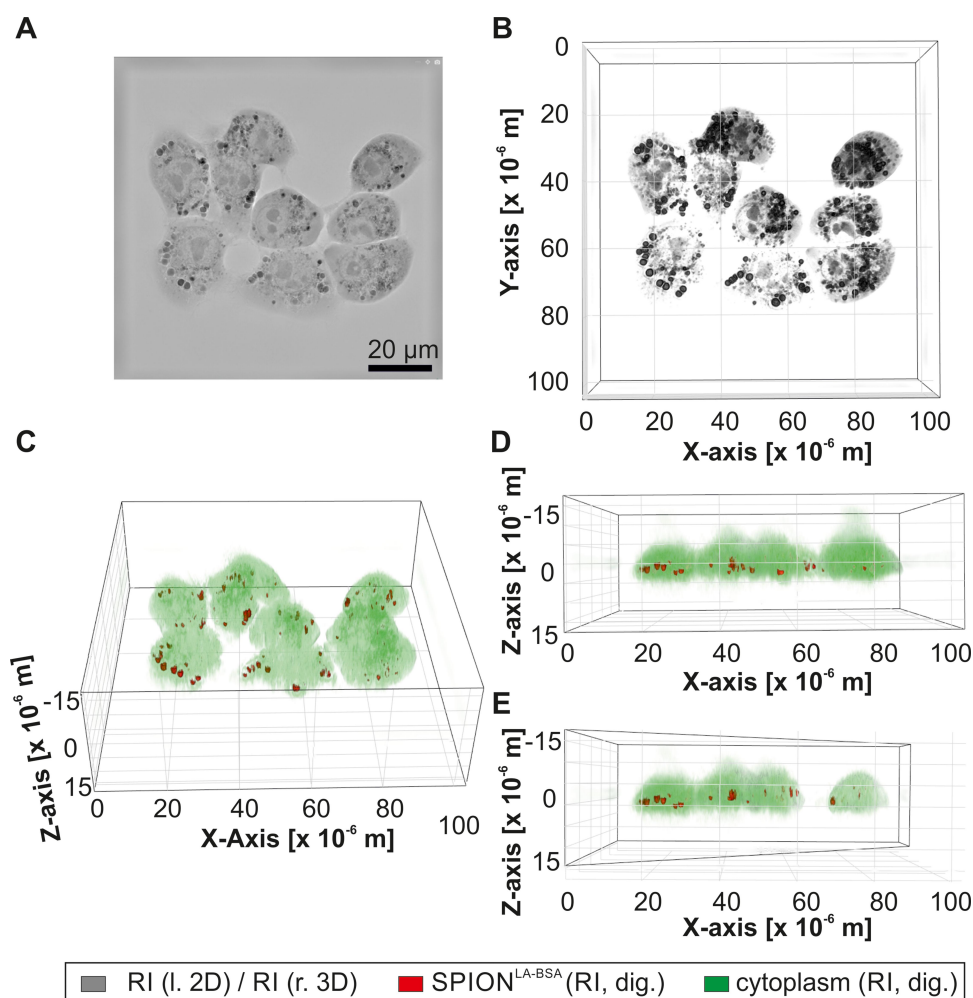 A
20 µm
B
0
20
40
60
80
100
Y-axis [x 10⁻⁶ m]
0 20 40 60 80 100
X-axis [x 10⁻⁶ m]
C
-15
0
15
Z-axis [x 10⁻⁶ m]
0 20 40 60 80 100
X-Axis [x 10⁻⁶ m]
D
-15
0
15
Z-axis [x 10⁻⁶ m]
0 20 40 60 80 100
X-axis [x 10⁻⁶ m]
E
-15
0
15
Z-axis [x 10⁻⁶ m]
0 20 40 60 80 100
X-axis [x 10⁻⁶ m]
RI (l. 2D) / RI (r. 3D) SPION^LA-BSA (RI, dig.) cytoplasm (RI, dig.)